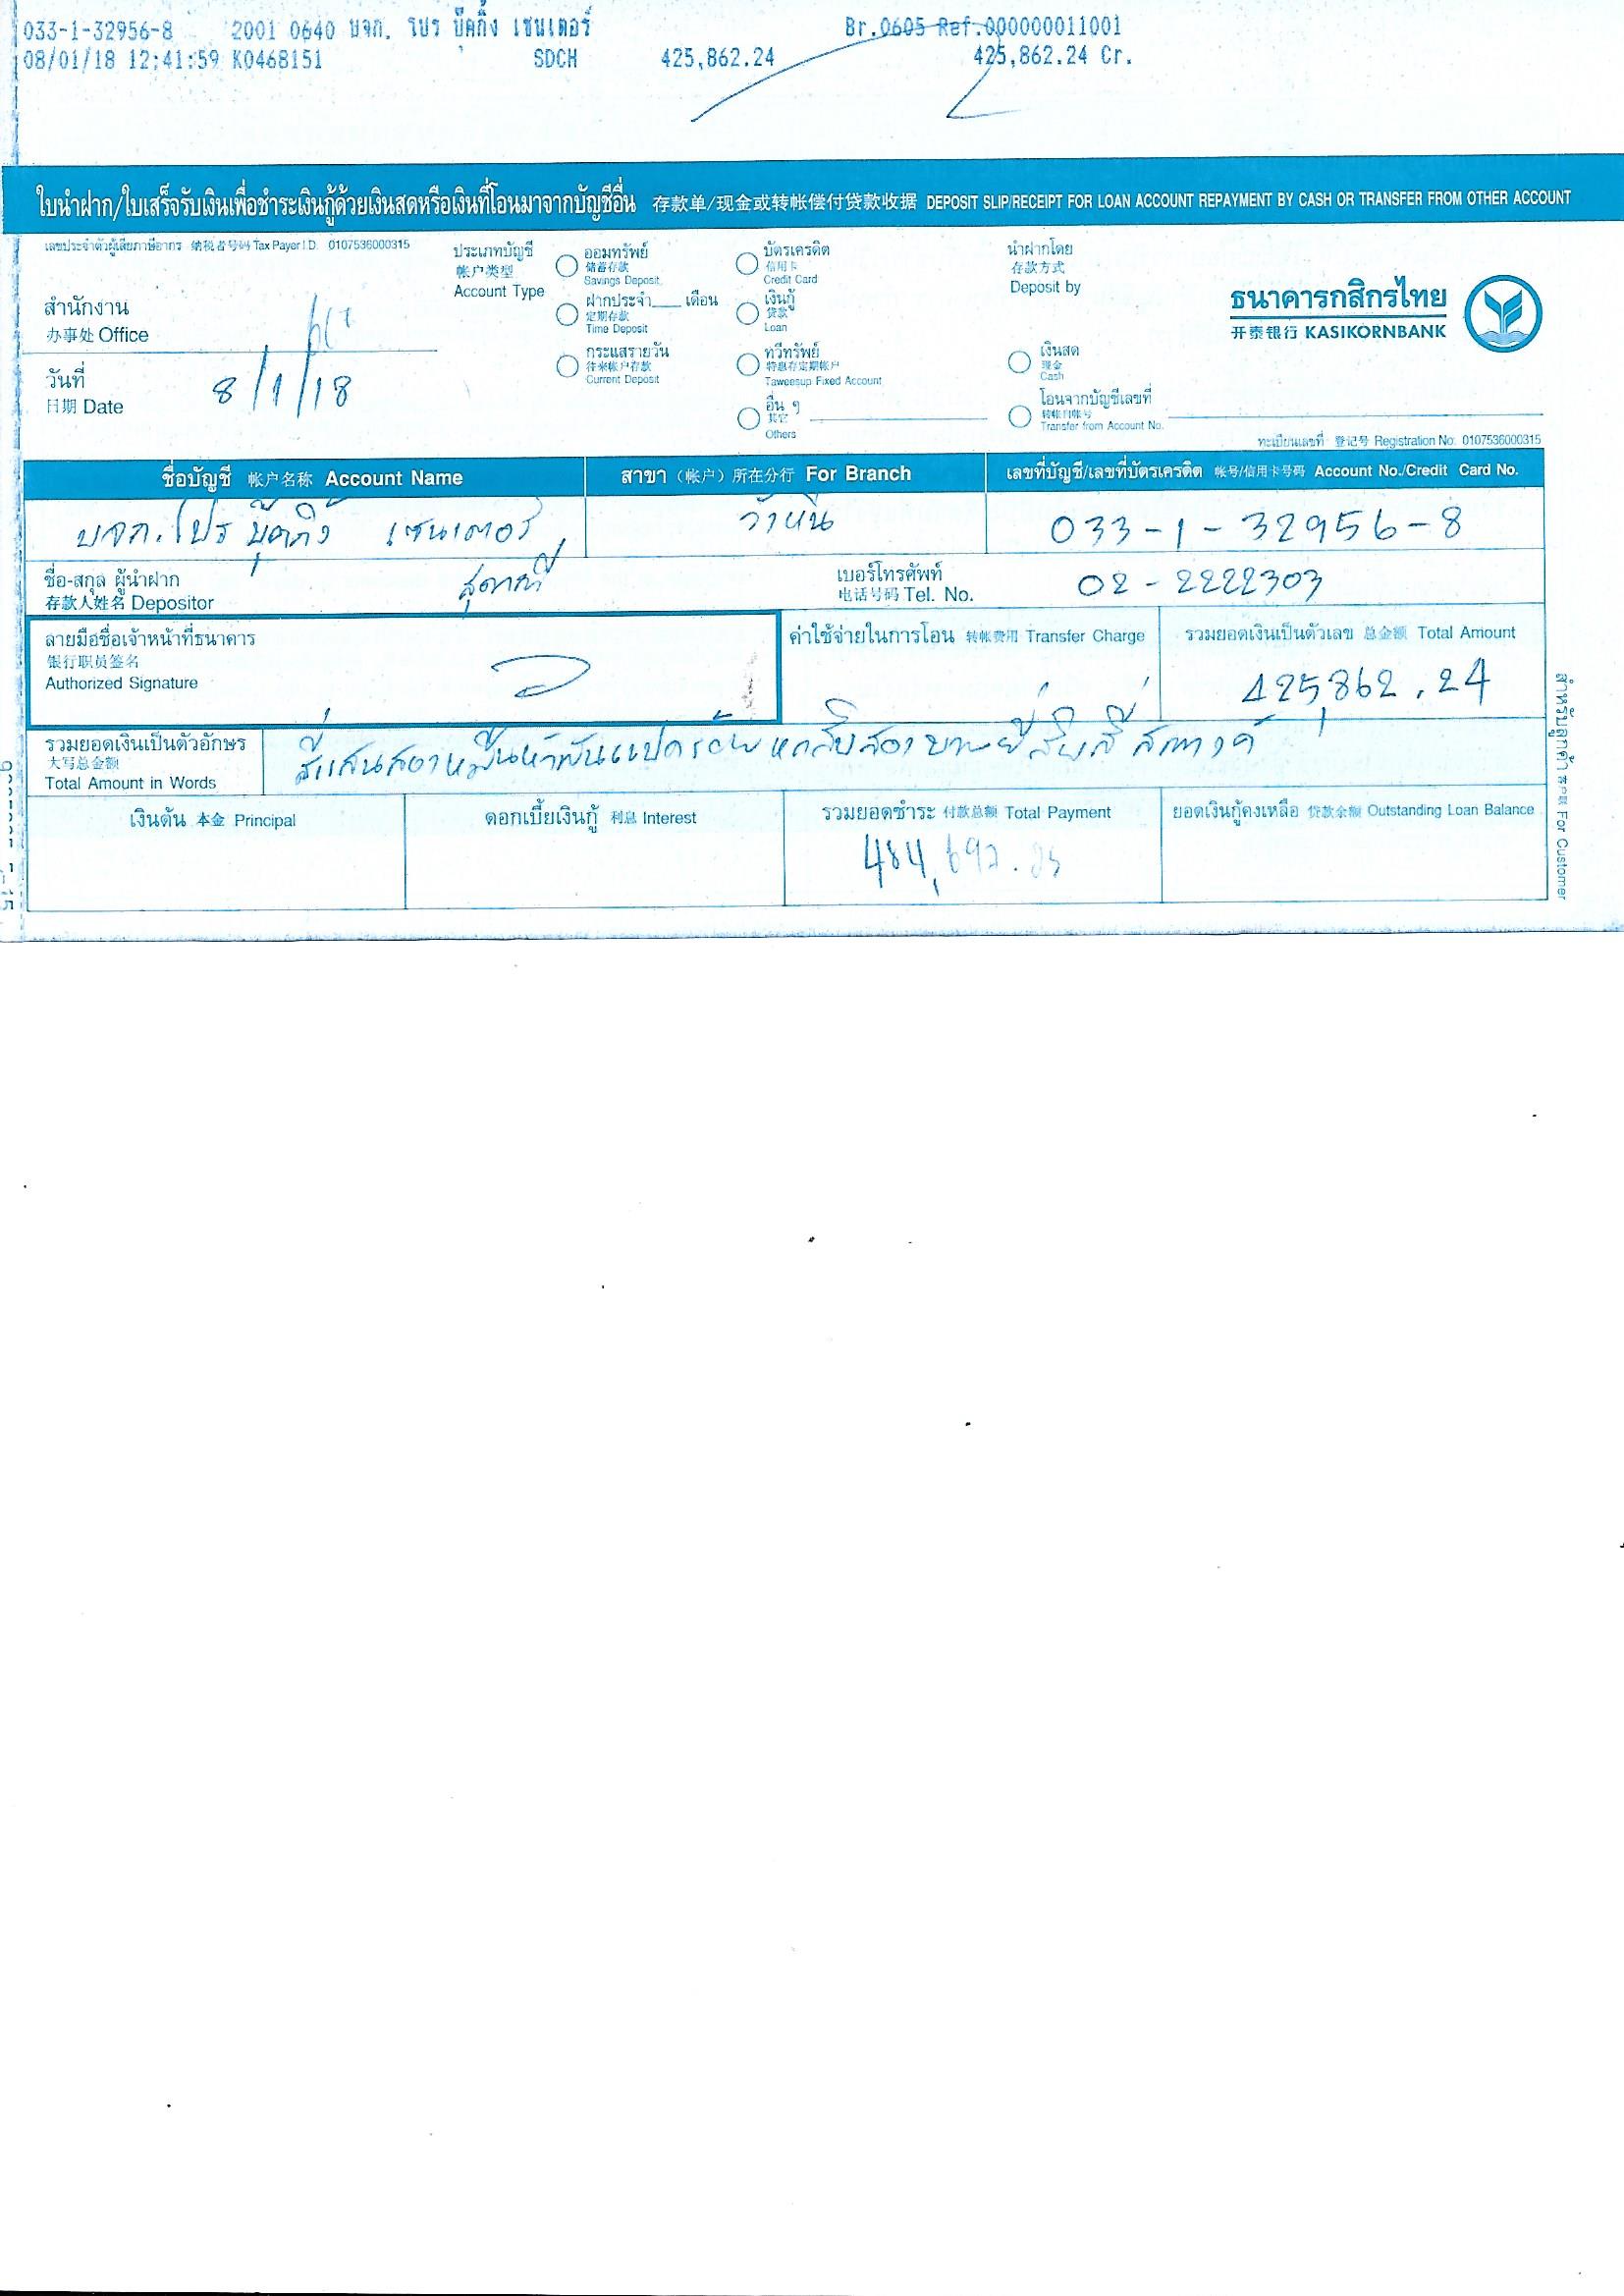 033-1-32956-8 2001 0640 บจก. โปร บุ๊คกิ้ง เซนเตอร์ Br.0605 Ref.000000011001
08/01/18 12:41:59 K0468151 SDCH 425,862.24 425,862.24 Cr.
ใบนำฝาก/ใบเสร็จรับเงินเพื่อชำระเงินกู้ด้วยเงินสดหรือเงินที่โอนมาจากบัญชีอื่น 存款单/现金或转帐偿付贷款收据 DEPOSIT SLIP/RECEIPT FOR LOAN ACCOUNT REPAYMENT BY CASH OR TRANSFER FROM OTHER ACCOUNT
เลขประจำตัวผู้เสียภาษีอากร 纳税者号码 Tax Payer I.D. 0107536000315
สำนักงาน
办事处 Office
วันที่
日期 Date 8/1/18
ประเภทบัญชี
帐户类型
Account Type
ออมทรัพย์
储蓄存款
Savings Deposit
ฝากประจำ____ เดือน
定期存款
Time Deposit
กระแสรายวัน
往来帐户存款
Current Deposit
บัตรเครดิต
信用卡
Credit Card
เงินกู้
贷款
Loan
ทวีทรัพย์
特惠存定期帐户
Taweesup Fixed Account
อื่น ๆ
其它
Others
นำฝากโดย
存款方式
Deposit by
เงินสด
现金
Cash
โอนจากบัญชีเลขที่
转帐自帐号
Transfer from Account No.
ธนาคารกสิกรไทย
开泰银行 KASIKORNBANK
ทะเบียนเลขที่ 登记号 Registration No. 0107536000315
ชื่อบัญชี 帐户名称 Account Name สาขา (帐户) 所在分行 For Branch เลขที่บัญชี/เลขที่บัตรเครดิต 帐号/信用卡号码 Account No./Credit Card No.
บจก. โปร บุ๊คกิ้ง เซนเตอร์ 033-1-32956-8
ชื่อ-สกุล ผู้นำฝาก
存款人姓名 Depositor
เบอร์โทรศัพท์
电话号码 Tel. No. 02-2222303
ลายมือชื่อเจ้าหน้าที่ธนาคาร
银行职员签名
Authorized Signature
ค่าใช้จ่ายในการโอน 转帐费用 Transfer Charge
รวมยอดเงินเป็นตัวเลข 总金额 Total Amount
425,862.24
รวมยอดเงินเป็นตัวอักษร
大写总金额
Total Amount in Words
สี่แสนสองหมื่นห้าพันแปดร้อยหกสิบสองบาทยี่สิบสี่สตางค์
เงินต้น 本金 Principal ดอกเบี้ยเงินกู้ 利息 Interest รวมยอดชำระ 付款总额 Total Payment ยอดเงินกู้คงเหลือ 贷款余额 Outstanding Loan Balance
สำหรับลูกค้า 客户联 For Customer